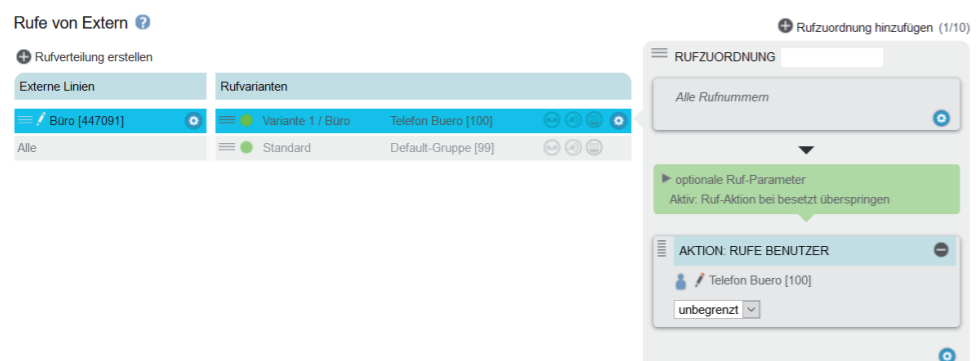 Rufe von Extern ?
Rufzuordnung hinzufügen (1/10)
Rufverteilung erstellen
Externe Linien
Rufvarianten
Büro [447091]
Variante 1 / Büro Telefon Buero [100]
Alle
Standard Default-Gruppe [99]
RUFZUORDNUNG
Alle Rufnummern
optionale Ruf-Parameter
Aktiv: Ruf-Aktion bei besetzt überspringen
AKTION: RUFE BENUTZER
Telefon Buero [100]
unbegrenzt